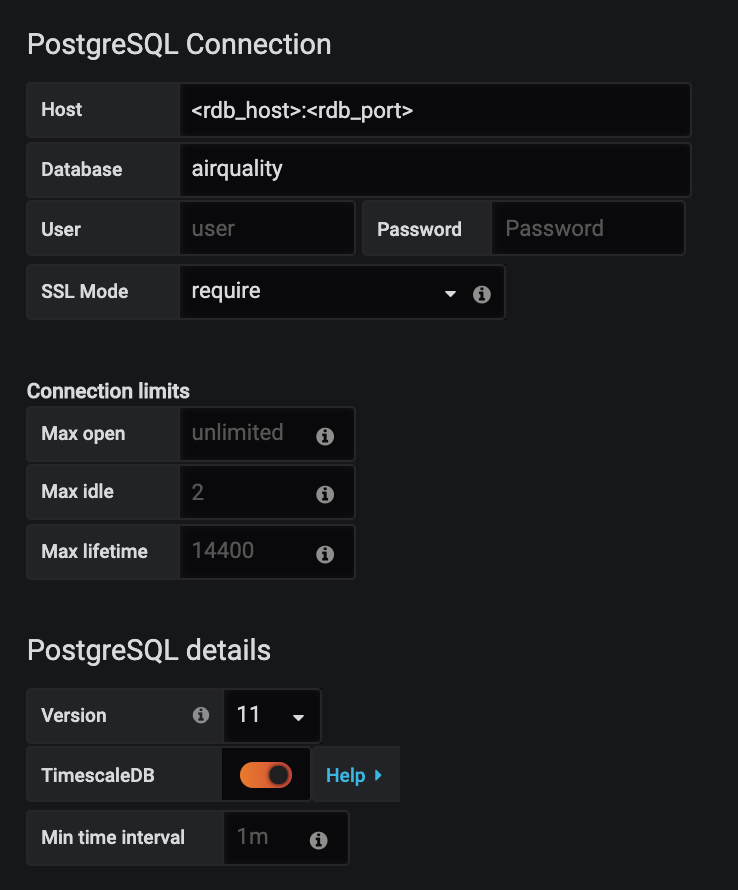 PostgreSQL Connection
Host <rdb_host>:<rdb_port>
Database airquality
User user Password Password
SSL Mode require
Connection limits
Max open unlimited
Max idle 2
Max lifetime 14400
PostgreSQL details
Version 11
TimescaleDB Help
Min time interval 1m